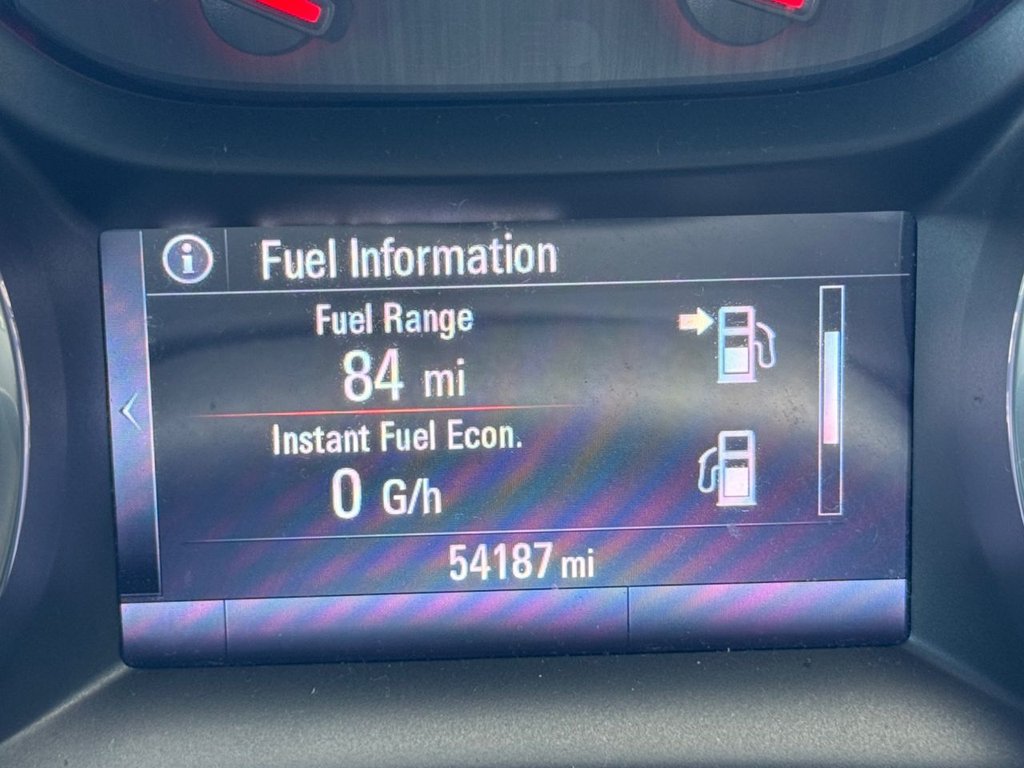 Fuel Information
Fuel Range
84 mi
Instant Fuel Econ.
0 G/h
54187 mi